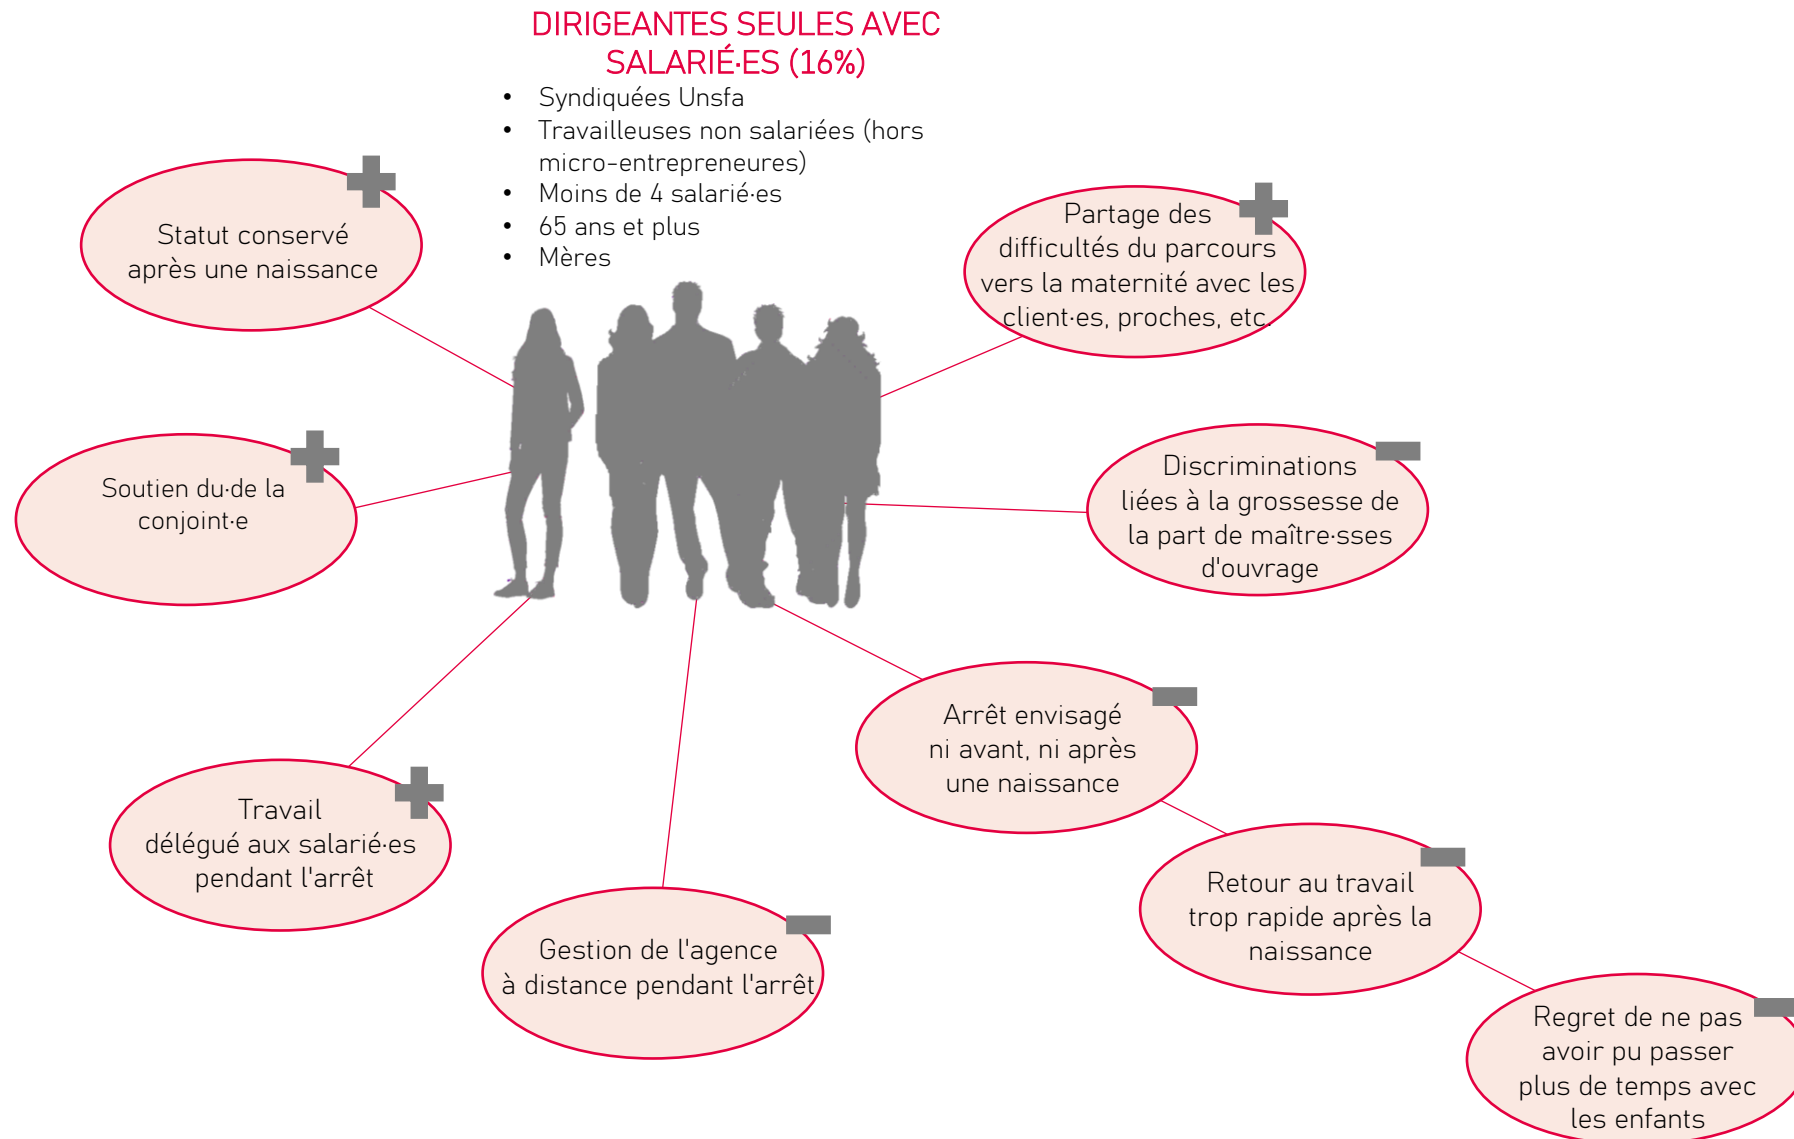 DIRIGEANTES SEULES AVEC
SALARIÉ·ES (16%)
• Syndiquées Unsfa
• Travailleuses non salariées (hors
micro-entrepreneures)
• Moins de 4 salarié·es
• 65 ans et plus
• Mères
Statut conservé
après une naissance
Partage des
difficultés du parcours
vers la maternité avec les
client·es, proches, etc.
Soutien du·de la
conjoint·e
Discriminations
liées à la grossesse de
la part de maître·sses
d'ouvrage
Travail
délégué aux salarié·es
pendant l'arrêt
Gestion de l'agence
à distance pendant l'arrêt
Arrêt envisagé
ni avant, ni après
une naissance
Retour au travail
trop rapide après la
naissance
Regret de ne pas
avoir pu passer
plus de temps avec
les enfants